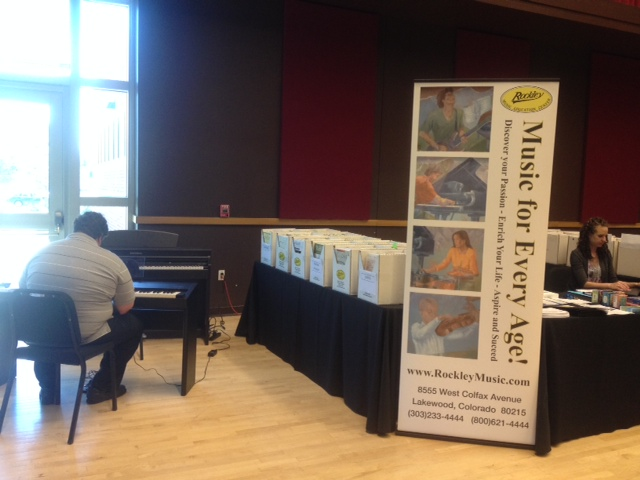 Rockley
Music for Every Age!
Discover your Passion - Enrich Your Life - Aspire and Suceed
www.RockleyMusic.com
8555 West Colfax Avenue
Lakewood, Colorado 80215
(303)233-4444 (800)621-4444